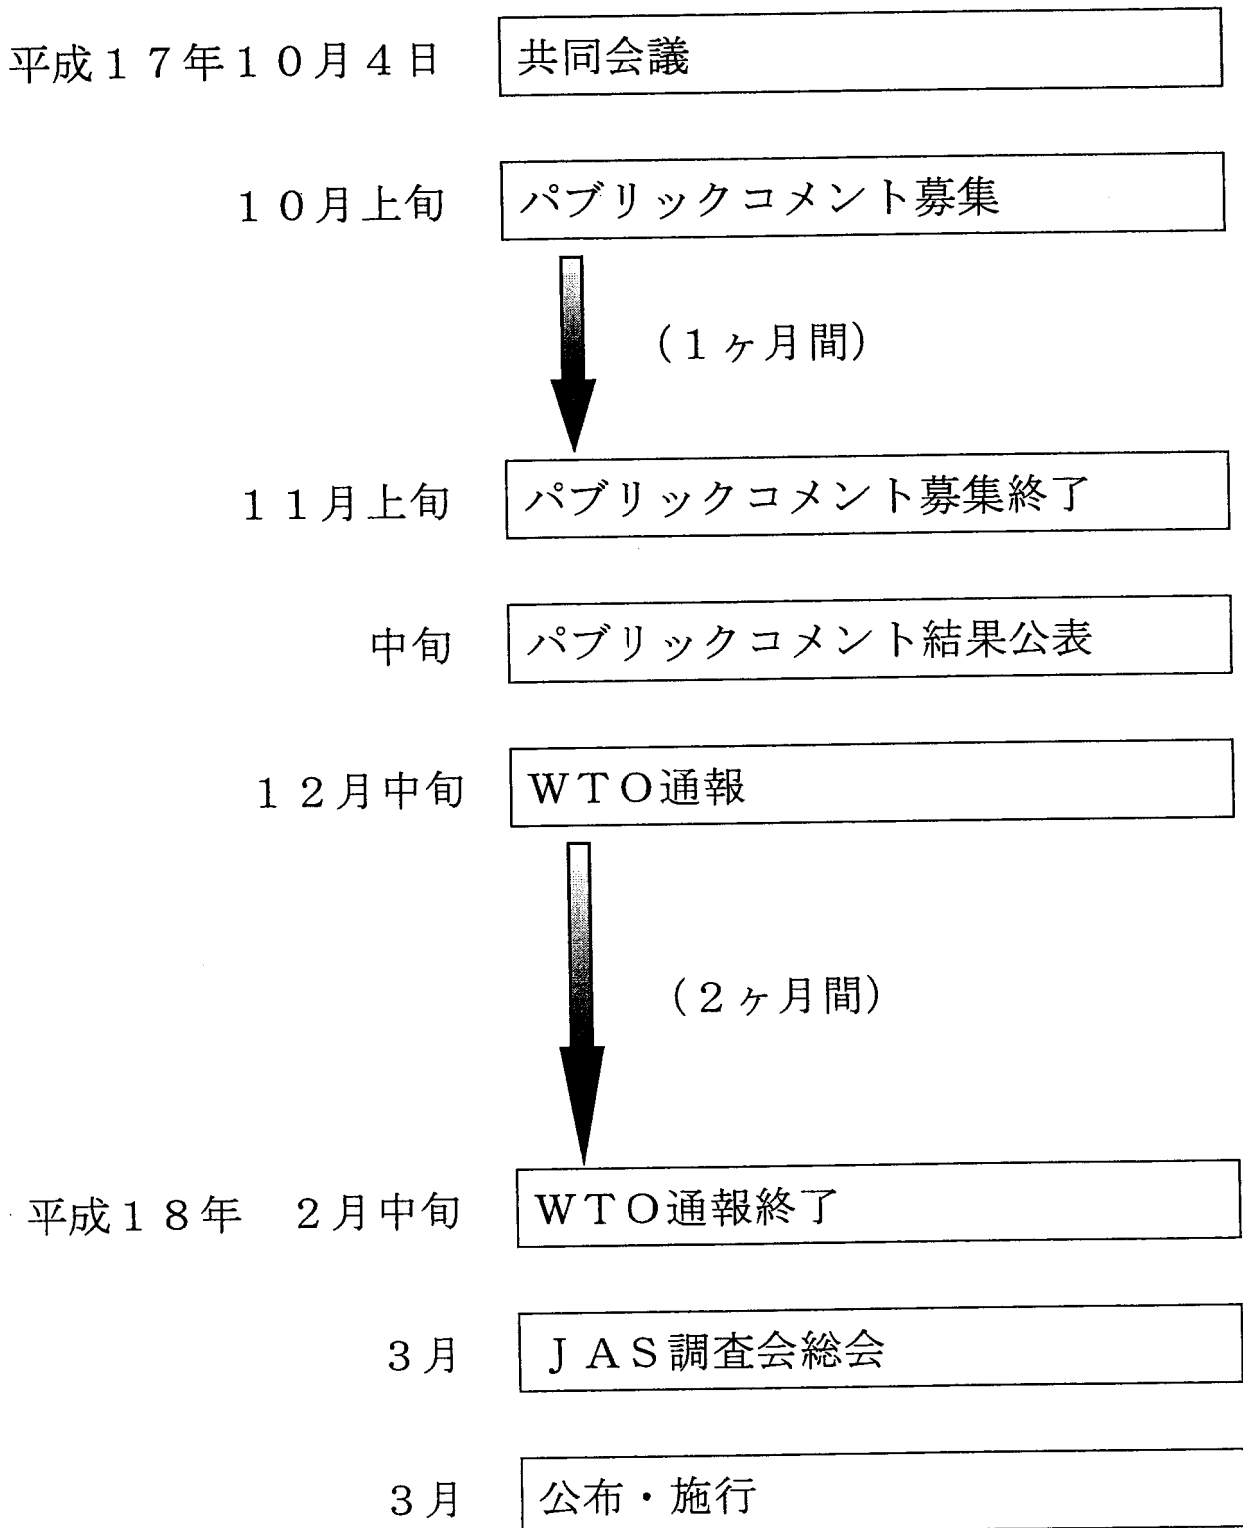 平成１７年１０月４日 共同会議
１０月上旬 パブリックコメント募集
(１ヶ月間)
１１月上旬 パブリックコメント募集終了
中旬 パブリックコメント結果公表
１２月中旬 ＷＴＯ通報
(２ヶ月間)
平成１８年　２月中旬 ＷＴＯ通報終了
３月 ＪＡＳ調査会総会
３月 公布・施行